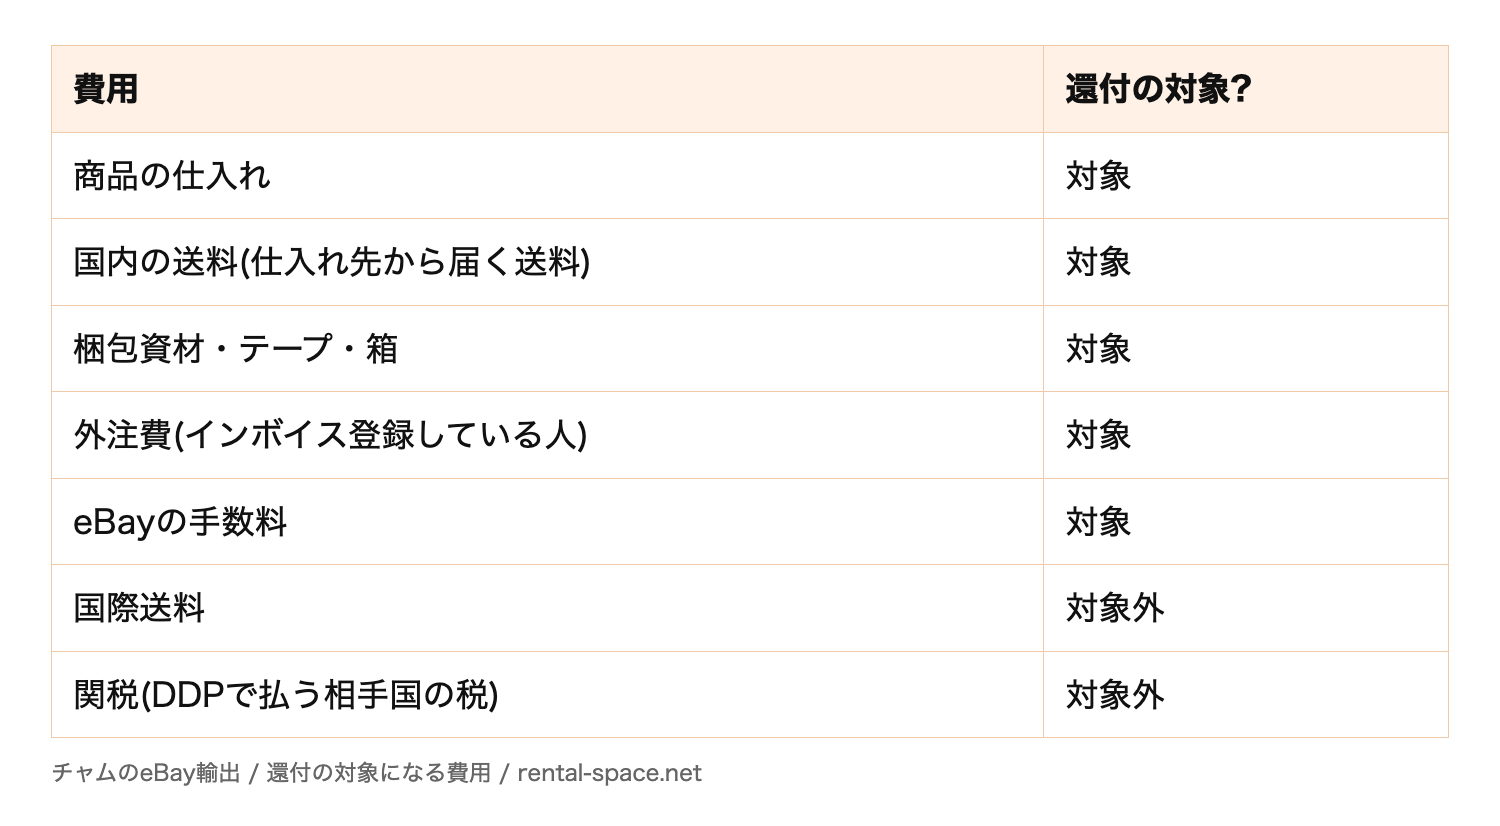 費用 還付の対象?
商品の仕入れ 対象
国内の送料(仕入れ先から届く送料) 対象
梱包資材・テープ・箱 対象
外注費(インボイス登録している人) 対象
eBayの手数料 対象
国際送料 対象外
関税(DDPで払う相手国の税) 対象外
チャムのeBay輸出 / 還付の対象になる費用 / rental-space.net